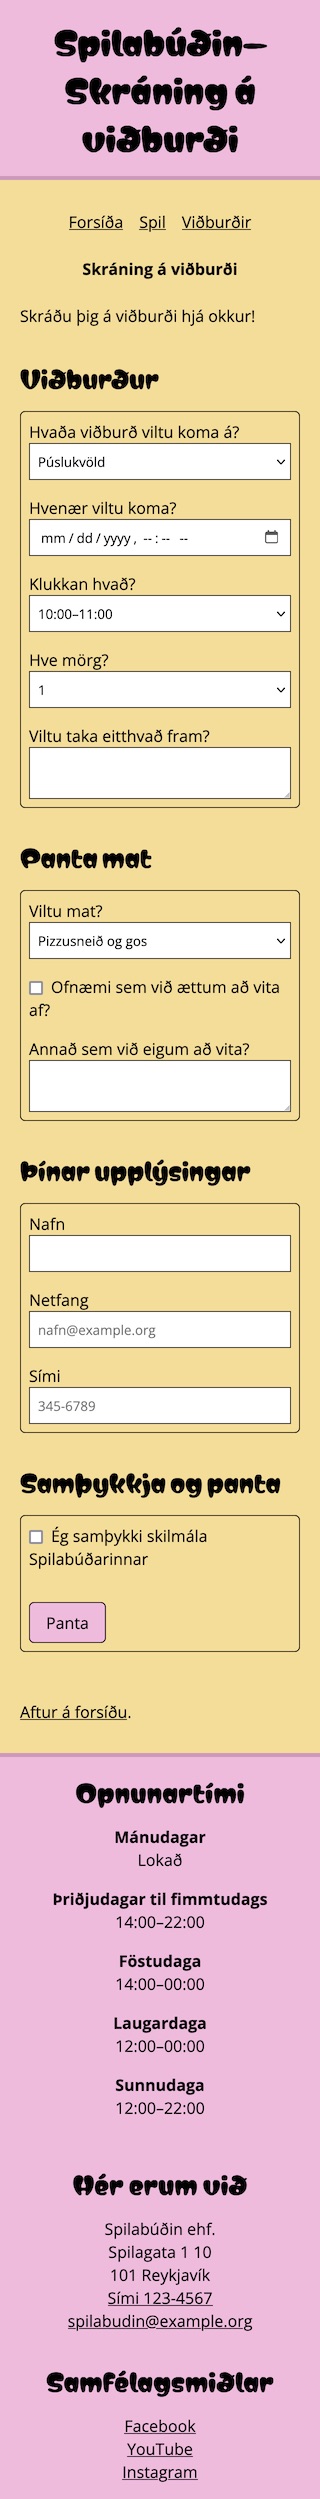 Spilabúðin—
Skráning á
viðburði
Forsíða Spil Viðburðir
Skráning á viðburði
Skráðu þig á viðburði hjá okkur!
Viðburður
Hvaða viðburð viltu koma á?
Púslukvöld
Hvenær viltu koma?
mm / dd / yyyy , -- : -- --
Klukkan hvað?
10:00–11:00
Hve mörg?
1
Viltu taka eitthvað fram?
Panta mat
Viltu mat?
Pizzusneið og gos
Ofnæmi sem við ættum að vita
af?
Annað sem við eigum að vita?
Þínar upplýsingar
Nafn
Netfang
nafn@example.org
Sími
345-6789
Samþykkja og panta
Ég samþykki skilmála
Spilabúðarinnar
Panta
Aftur á forsíðu.
Opnunartími
Mánudagar
Lokað
Þriðjudagar til fimmtudags
14:00–22:00
Föstudaga
14:00–00:00
Laugardaga
12:00–00:00
Sunnudaga
12:00–22:00
Hér erum við
Spilabúðin ehf.
Spilagata 1 10
101 Reykjavík
Sími 123-4567
spilabudin@example.org
Samfélagsmiðlar
Facebook
YouTube
Instagram